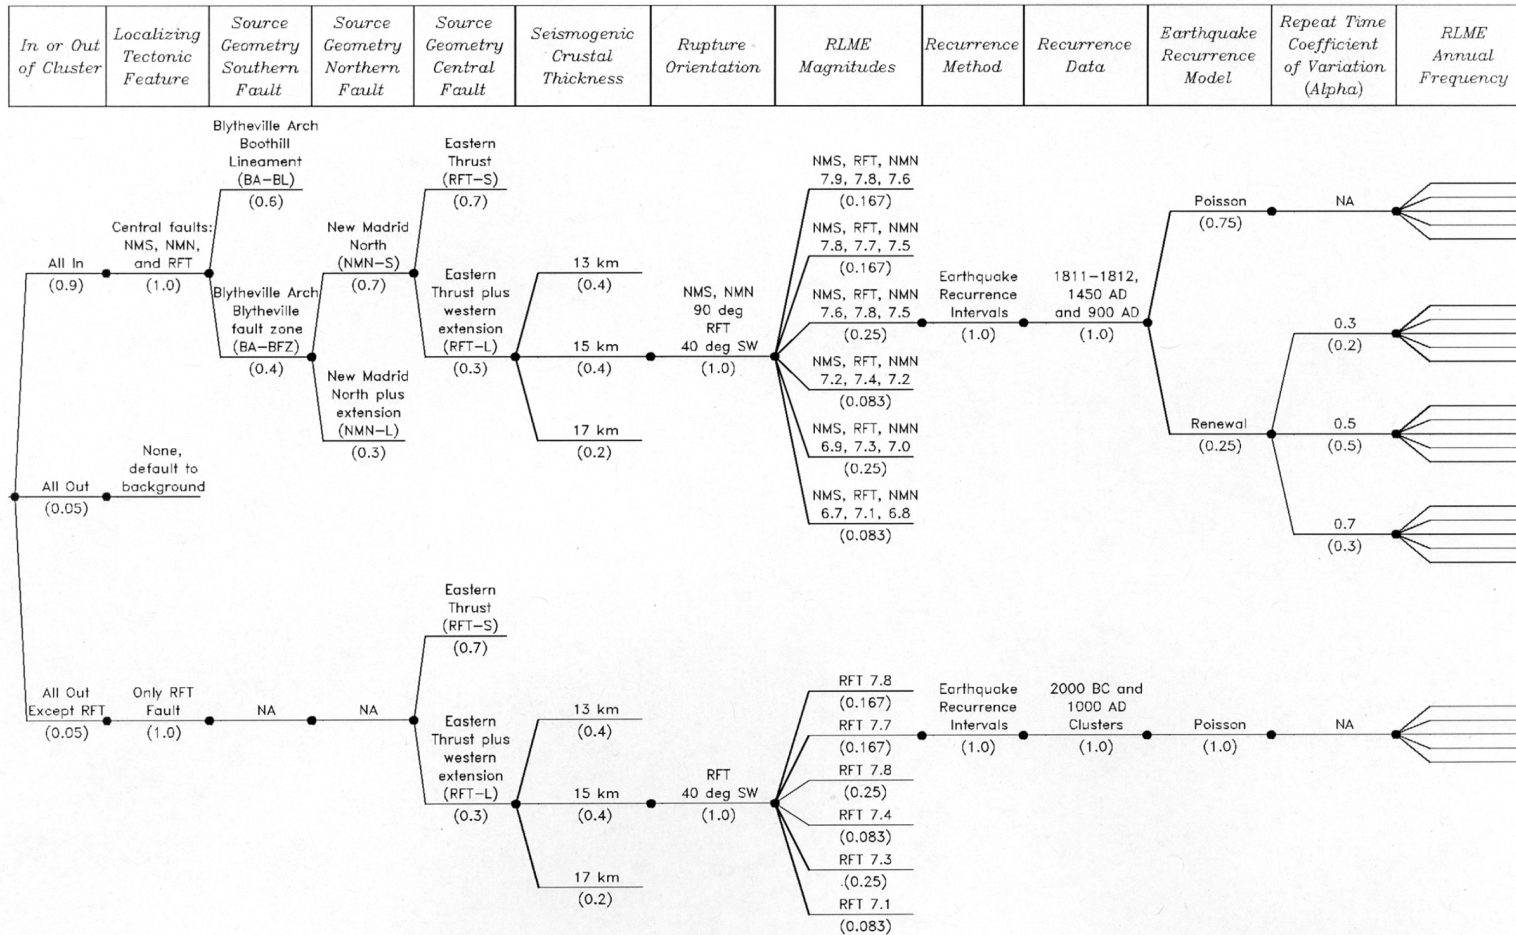 In or Out
of Cluster
Localizing
Tectonic
Feature
Source
Geometry
Southern
Fault
Source
Geometry
Northern
Fault
Source
Geometry
Central
Fault
Seismogenic
Crustal
Thickness
Rupture
Orientation
RLME
Magnitudes
Recurrence
Method
Recurrence
Data
Earthquake
Recurrence
Model
Repeat Time
Coefficient
of Variation
(Alpha)
RLME
Annual
Frequency
All In
(0.9)
Central faults:
NMS, NMN,
and RFT
(1.0)
Blytheville Arch
Boothill
Lineament
(BA-BL)
(0.6)
Blytheville Arch
Blytheville
fault zone
(BA-BFZ)
(0.4)
New Madrid
North
(NMN-S)
(0.7)
New Madrid
North plus
extension
(NMN-L)
(0.3)
Eastern
Thrust
(RFT-S)
(0.7)
Eastern
Thrust plus
western
extension
(RFT-L)
(0.3)
13 km
(0.4)
15 km
(0.4)
17 km
(0.2)
NMS, NMN
90 deg
RFT
40 deg SW
(1.0)
NMS, RFT, NMN
7.9, 7.8, 7.6
(0.167)
NMS, RFT, NMN
7.8, 7.7, 7.5
(0.167)
NMS, RFT, NMN
7.6, 7.8, 7.5
(0.25)
NMS, RFT, NMN
7.2, 7.4, 7.2
(0.083)
NMS, RFT, NMN
6.9, 7.3, 7.0
(0.25)
NMS, RFT, NMN
6.7, 7.1, 6.8
(0.083)
Earthquake
Recurrence
Intervals
(1.0)
1811-1812,
1450 AD
and 900 AD
(1.0)
Poisson
(0.75)
NA
Renewal
(0.25)
0.3
(0.2)
0.5
(0.5)
0.7
(0.3)
All Out
(0.05)
None,
default to
background
All Out
Except RFT
(0.05)
Only RFT
Fault
(1.0)
NA
NA
Eastern
Thrust
(RFT-S)
(0.7)
Eastern
Thrust plus
western
extension
(RFT-L)
(0.3)
13 km
(0.4)
15 km
(0.4)
17 km
(0.2)
RFT
40 deg SW
(1.0)
RFT 7.8
(0.167)
RFT 7.7
(0.167)
RFT 7.8
(0.25)
RFT 7.4
(0.083)
RFT 7.3
(0.25)
RFT 7.1
(0.083)
Earthquake
Recurrence
Intervals
(1.0)
2000 BC and
1000 AD
Clusters
(1.0)
Poisson
(1.0)
NA